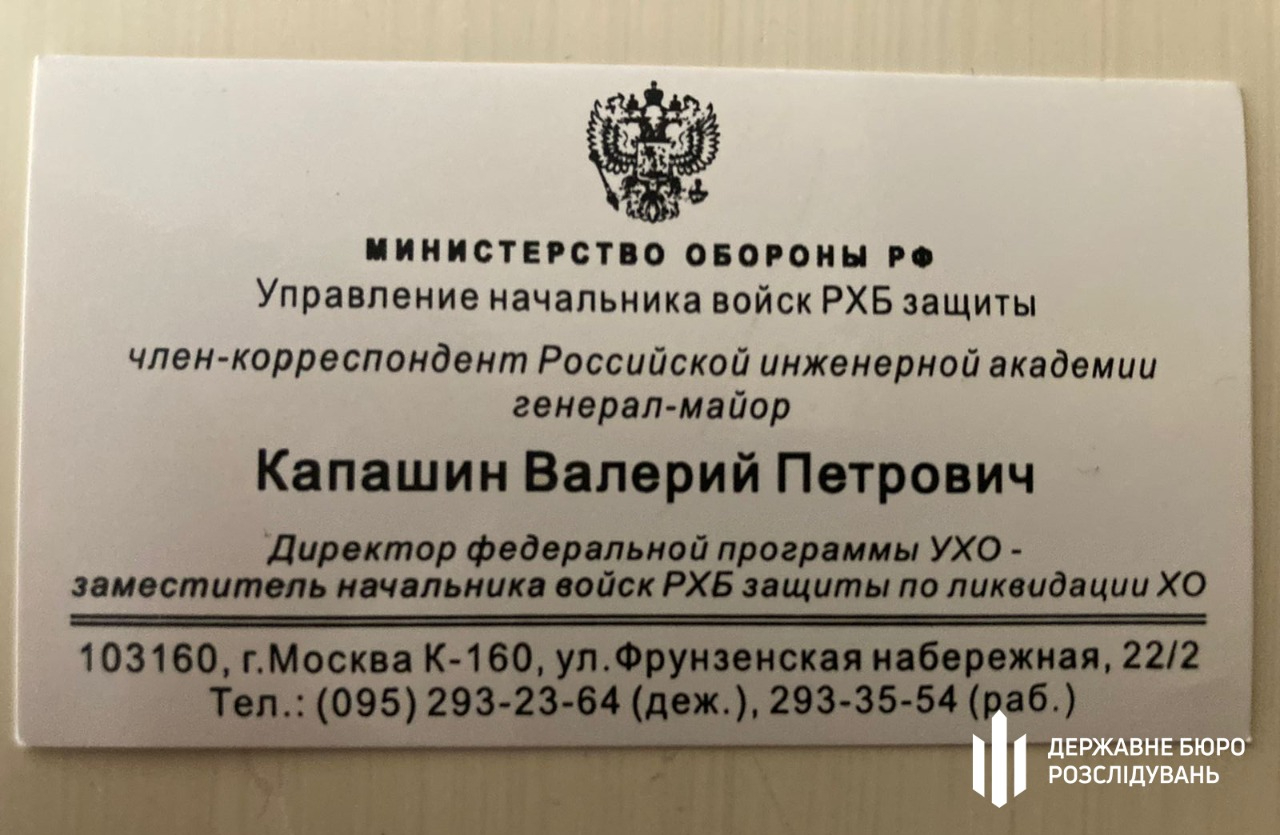 МИНИСТЕРСТВО ОБОРОНЫ РФ
Управление начальника войск РХБ защиты
член-корреспондент Российской инженерной академии
генерал-майор
Капашин Валерий Петрович
Директор федеральной программы УХО -
заместитель начальника войск РХБ защиты по ликвидации ХО
103160, г.Москва К-160, ул.Фрунзенская набережная, 22/2
Тел.: (095) 293-23-64 (деж.), 293-35-54 (раб.)
ДЕРЖАВНЕ БЮРО
РОЗСЛІДУВАНЬ